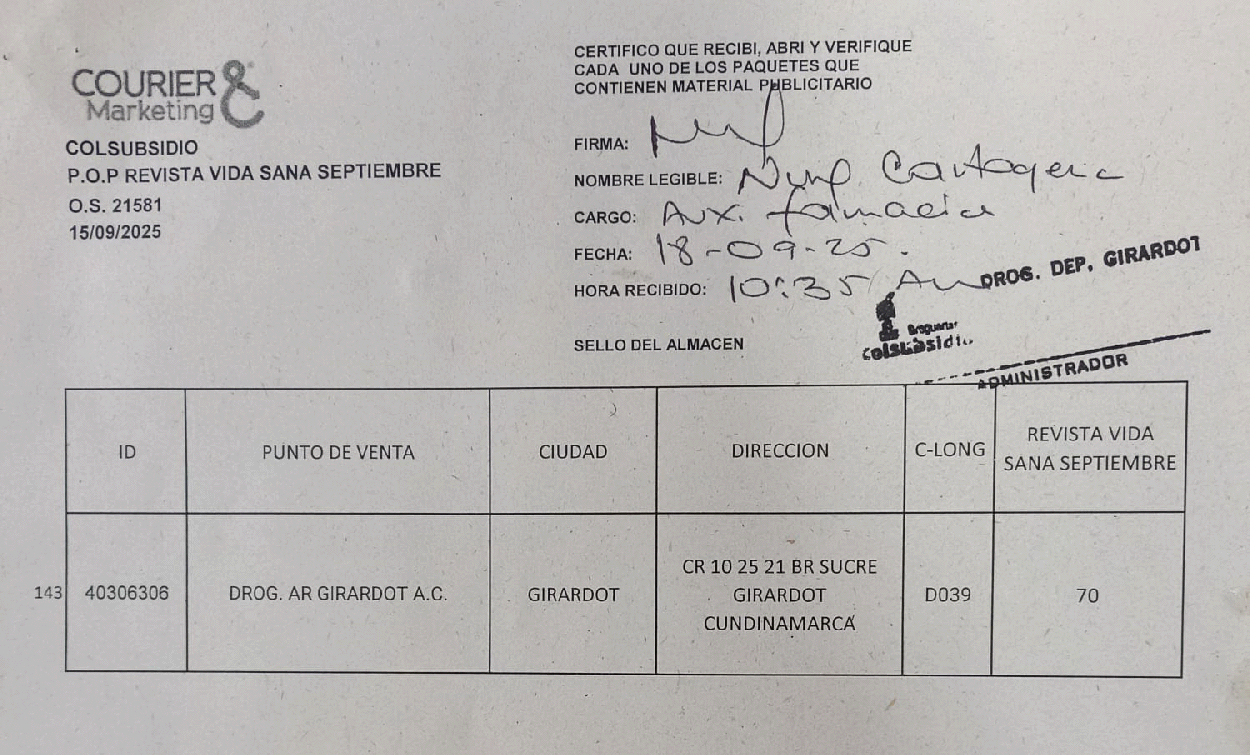 COURIER &
Marketing
COLSUBSIDIO
P.O.P REVISTA VIDA SANA SEPTIEMBRE
O.S. 21581
15/09/2025
CERTIFICO QUE RECIBI, ABRI Y VERIFIQUE
CADA UNO DE LOS PAQUETES QUE
CONTIENEN MATERIAL PUBLICITARIO
FIRMA:
NOMBRE LEGIBLE: Cartagena
CARGO: Aux. farmacia
FECHA: 18-09-25.
HORA RECIBIDO: 10:35 AM
DROG. DEP. GIRARDOT
Droguerías
Colsubsidio
ADMINISTRADOR
SELLO DEL ALMACEN
ID PUNTO DE VENTA CIUDAD DIRECCION C-LONG REVISTA VIDA
SANA SEPTIEMBRE
143 40306306 DROG. AR GIRARDOT A.C. GIRARDOT CR 10 25 21 BR SUCRE
GIRARDOT
CUNDINAMARCA D039 70